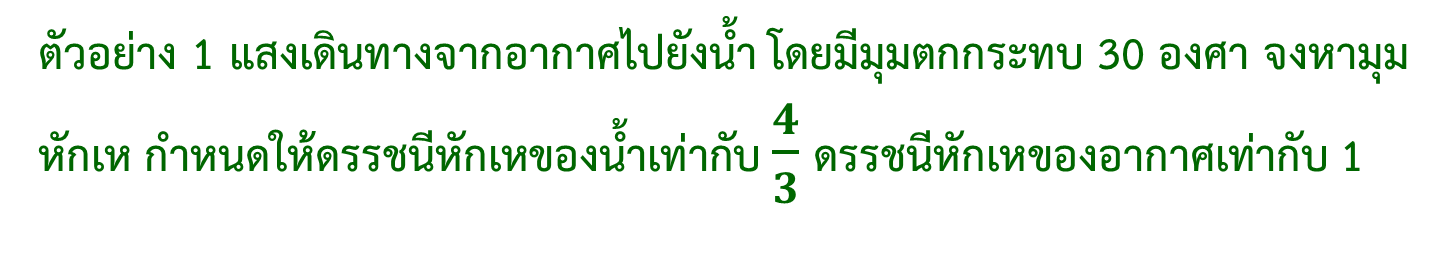 ตัวอย่าง 1 แสงเดินทางจากอากาศไปยังน้ำ โดยมีมุมตกกระทบ 30 องศา จงหามุม
หักเห กำหนดให้ดรรชนีหักเหของน้ำเท่ากับ 4/3 ดรรชนีหักเหของอากาศเท่ากับ 1